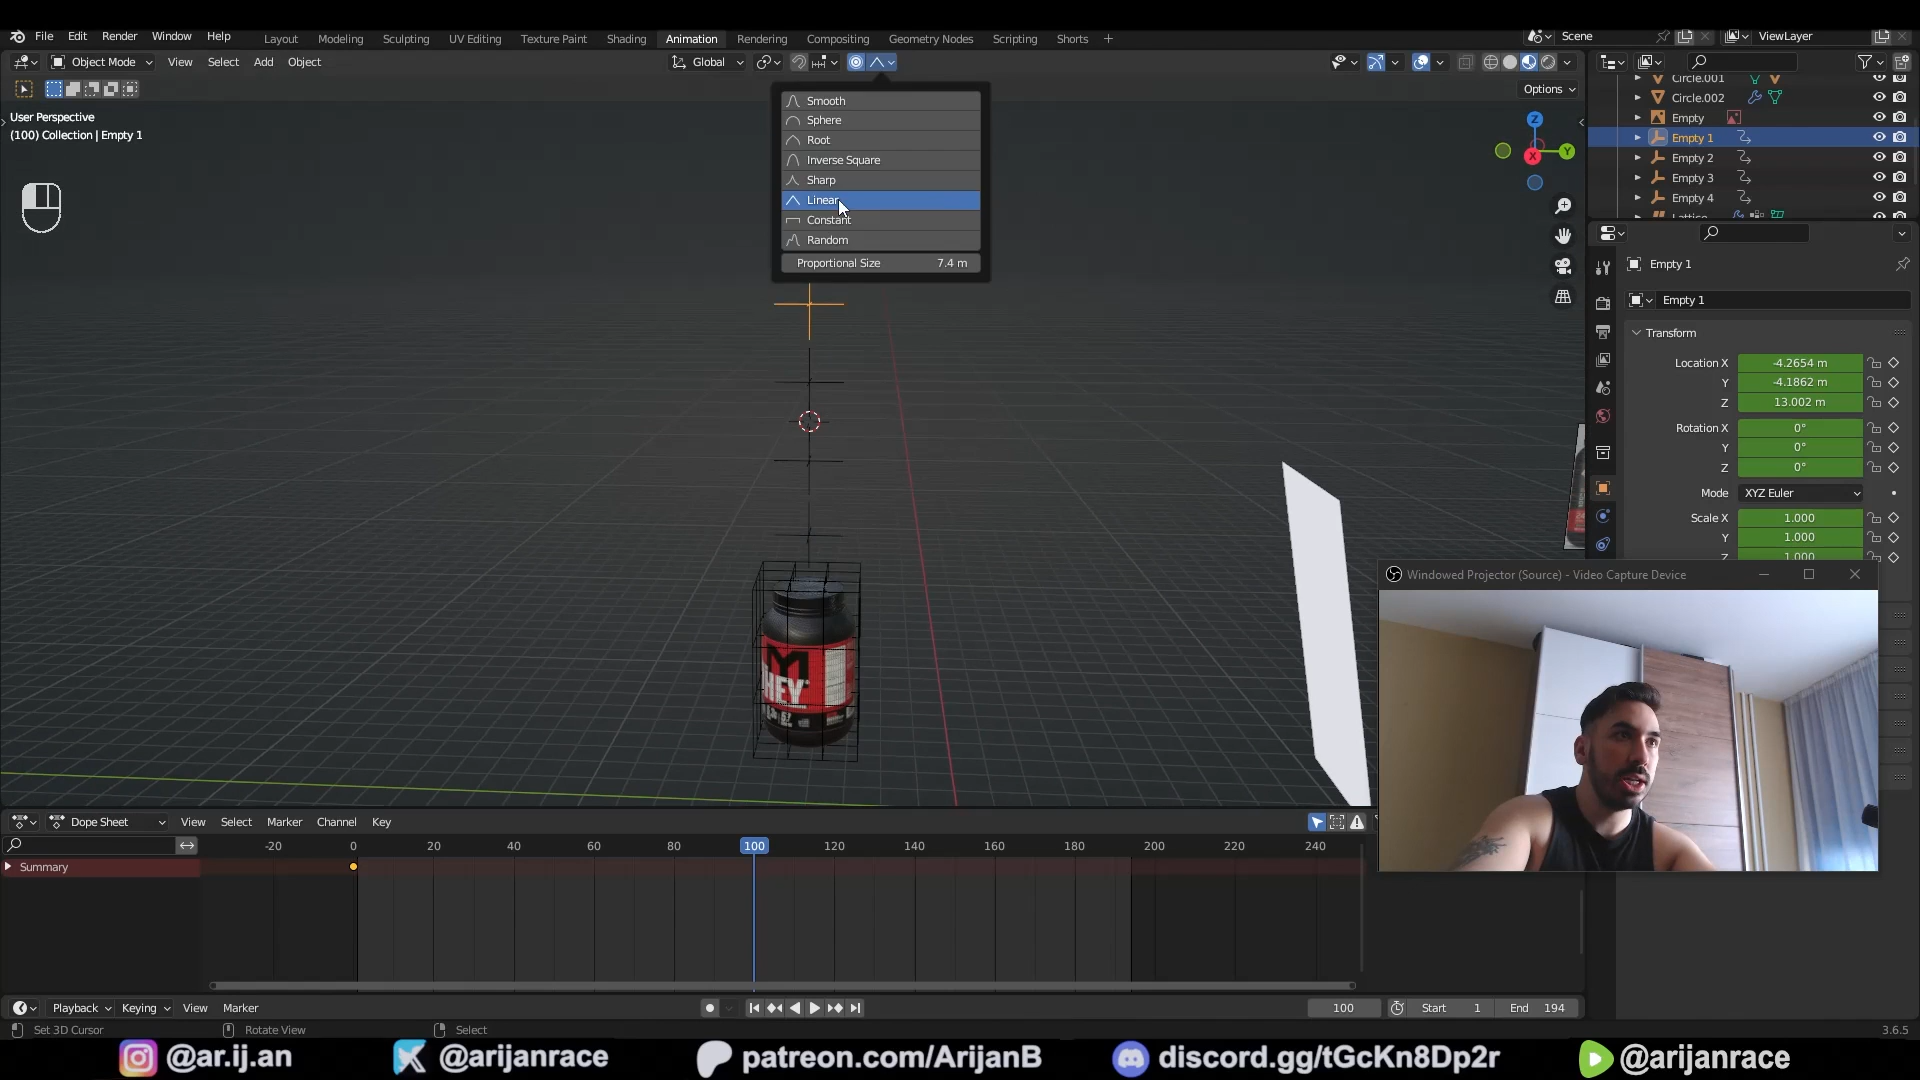 File Edit Render Window Help
Layout Modeling Sculpting UV Editing Texture Paint Shading Animation Rendering Compositing Geometry Nodes Scripting Shorts +
Scene ViewLayer
Object Mode View Select Add Object Global
Options
User Perspective
(100) Collection | Empty 1
Smooth
Sphere
Root
Inverse Square
Sharp
Linear
Constant
Random
Proportional Size 7.4 m
Z
Y
X
Circle.001
Circle.002
Empty
Empty 1
Empty 2
Empty 3
Empty 4
Lattice
Empty 1
Empty 1
Transform
Location X -4.2654 m
Y -4.1862 m
Z 13.002 m
Rotation X 0°
Y 0°
Z 0°
Mode XYZ Euler
Scale X 1.000
Y 1.000
Z 1.000
Windowed Projector (Source) - Video Capture Device
M
WHEY
Dope Sheet View Select Marker Channel Key
-20 0 20 40 60 80 100 120 140 160 180 200 220 240
Summary
Playback Keying View Marker
100 Start 1 End 194
Set 3D Cursor Rotate View Select 3.6.5
@ar.ij.an @arijanrace patreon.com/ArijanB discord.gg/tGcKn8Dp2r @arijanrace